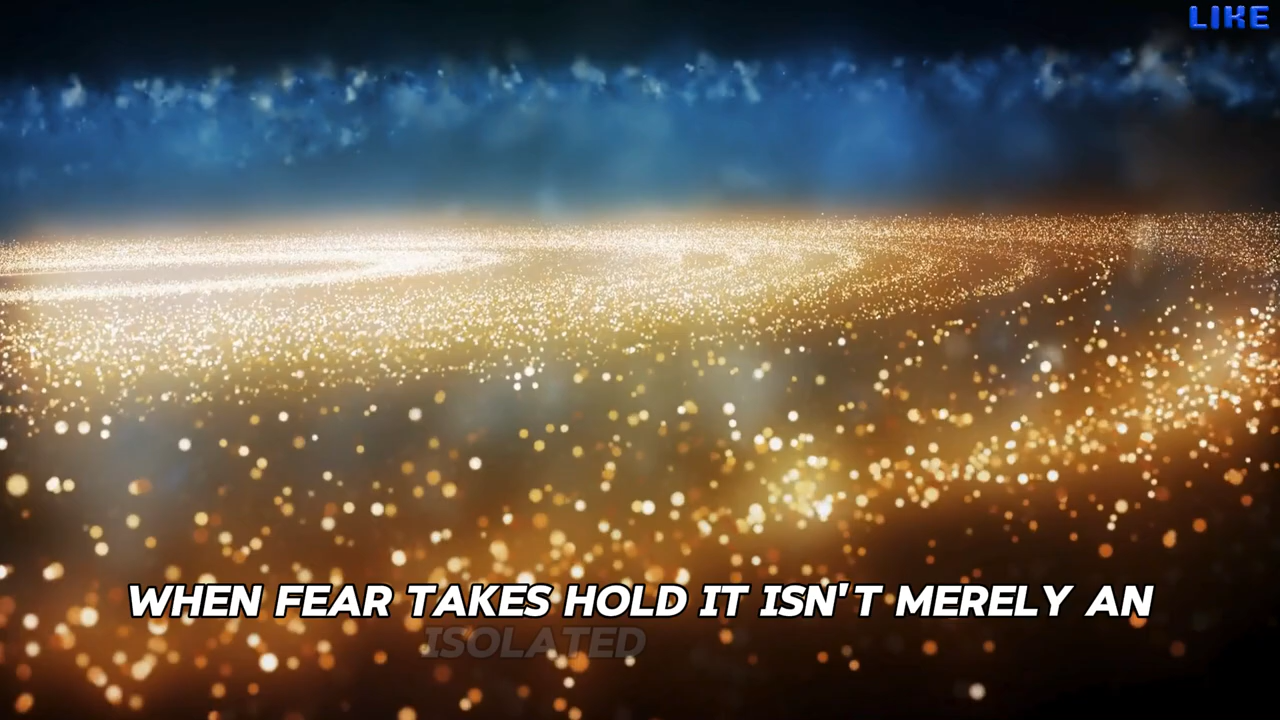 LIKE
WHEN FEAR TAKES HOLD IT ISN'T MERELY AN
ISOLATED